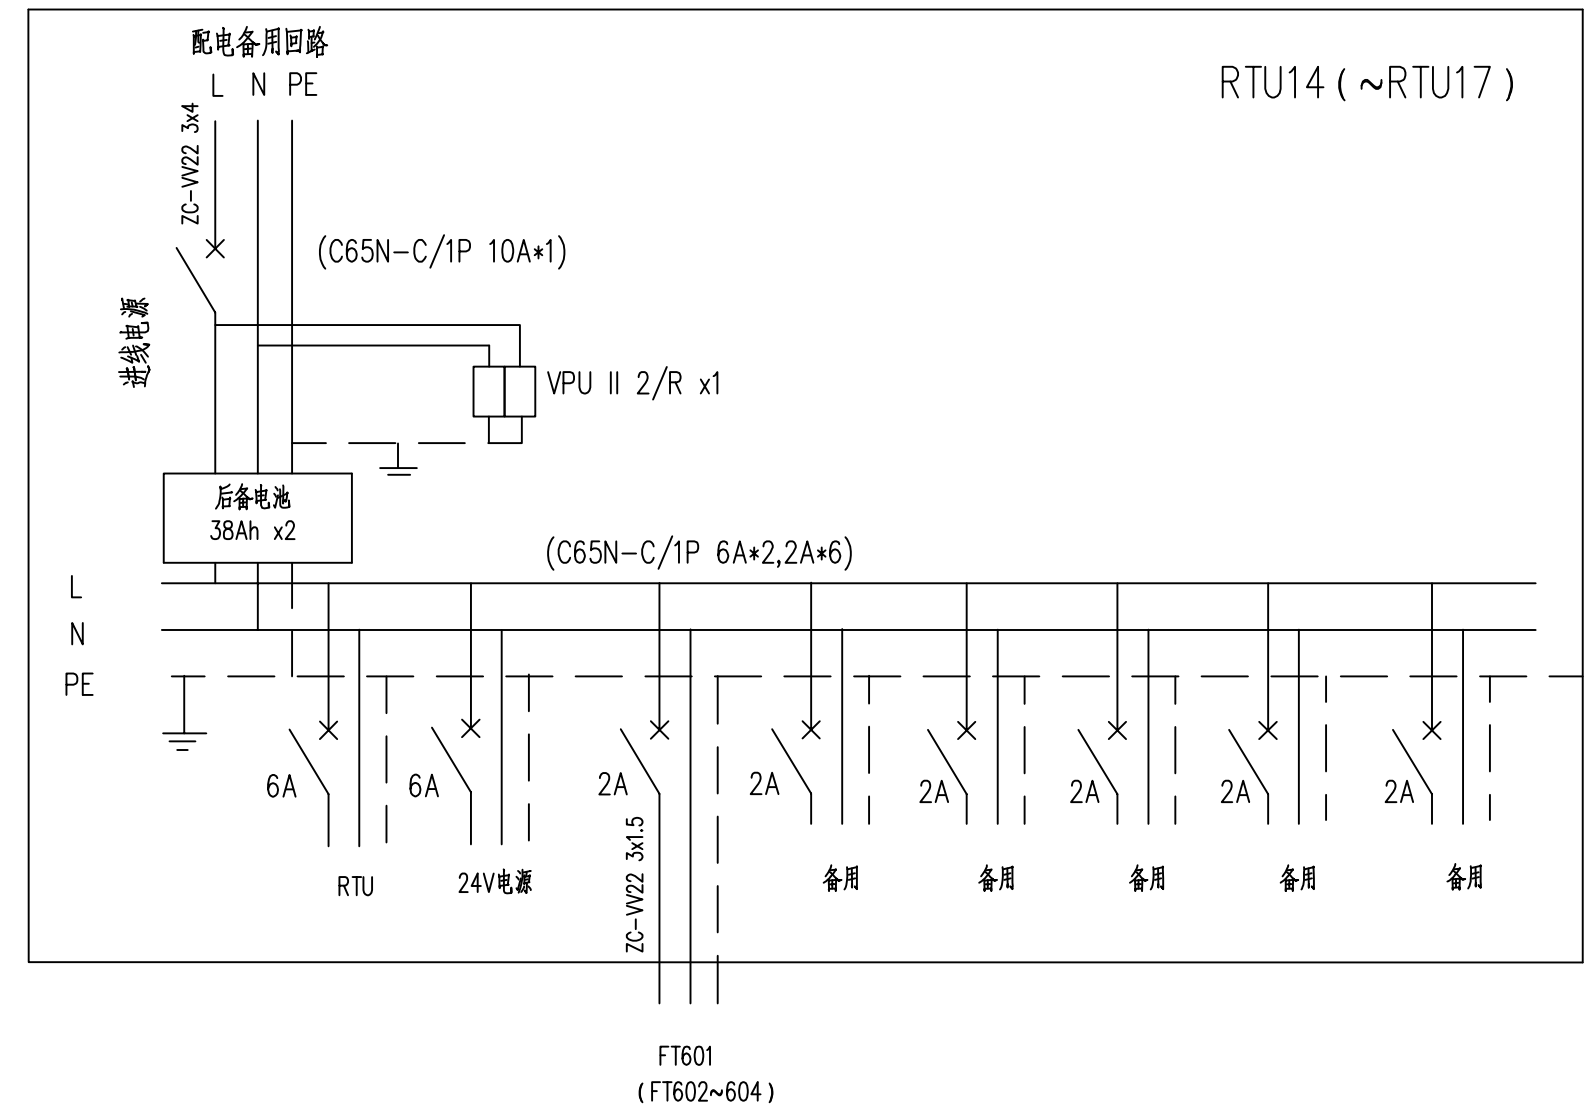 配电备用回路
L N PE
RTU14 ( ~RTU17 )
ZC-VV22 3x4
(C65N-C/1P 10A*1)
进线电源
VPU II 2/R x1
后备电池
38Ah x2
(C65N-C/1P 6A*2,2A*6)
L
N
PE
6A 6A 2A 2A 2A 2A 2A 2A
ZC-VV22 3x1.5
RTU 24V电源 备用 备用 备用 备用 备用
FT601
( FT602~604 )